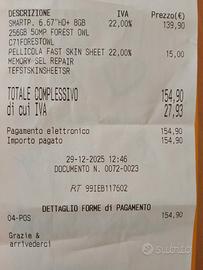 DESCRIZIONE IVA Prezzo(€)
SMARTP. 6.67"HD+ 8GB 22,00% 139,90
256GB 50MP FOREST OWL
C71FORESTOWL
PELLICOLA FAST SKIN SHEET 22,00% 15,00
MEMORY SEL REPAIR
TEFSTSKINSHEETSR
TOTALE COMPLESSIVO 154,90
di cui IVA 27,93
Pagamento elettronico 154,90
Importo pagato 154,90
29-12-2025 12:46
DOCUMENTO N. 0072-0023
RT 99IEB117602
DETTAGLIO FORME di PAGAMENTO
04-POS 154,90
Grazie &
arrivederci
Subito